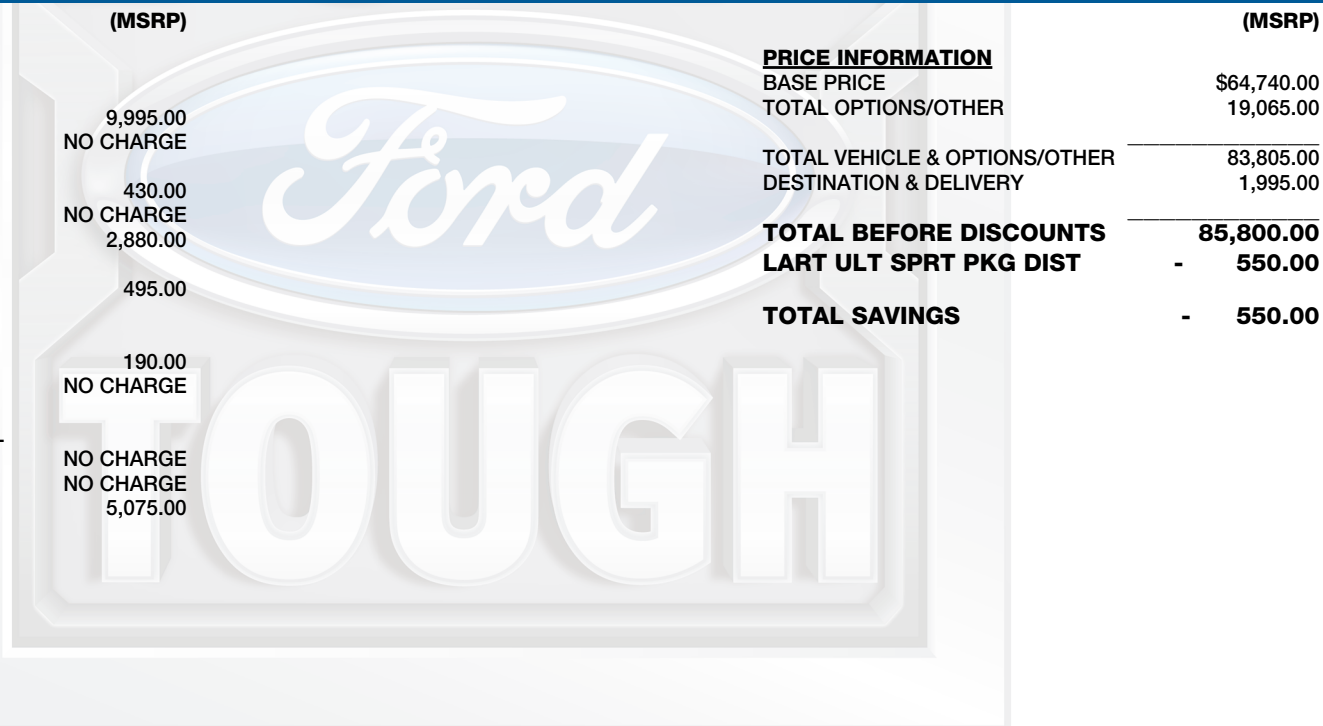 (MSRP)
9,995.00
NO CHARGE
430.00
NO CHARGE
2,880.00
495.00
190.00
NO CHARGE
NO CHARGE
NO CHARGE
5,075.00
Ford
TOUGH
(MSRP)
PRICE INFORMATION
BASE PRICE $64,740.00
TOTAL OPTIONS/OTHER 19,065.00
TOTAL VEHICLE & OPTIONS/OTHER 83,805.00
DESTINATION & DELIVERY 1,995.00
TOTAL BEFORE DISCOUNTS 85,800.00
LART ULT SPRT PKG DIST - 550.00
TOTAL SAVINGS - 550.00